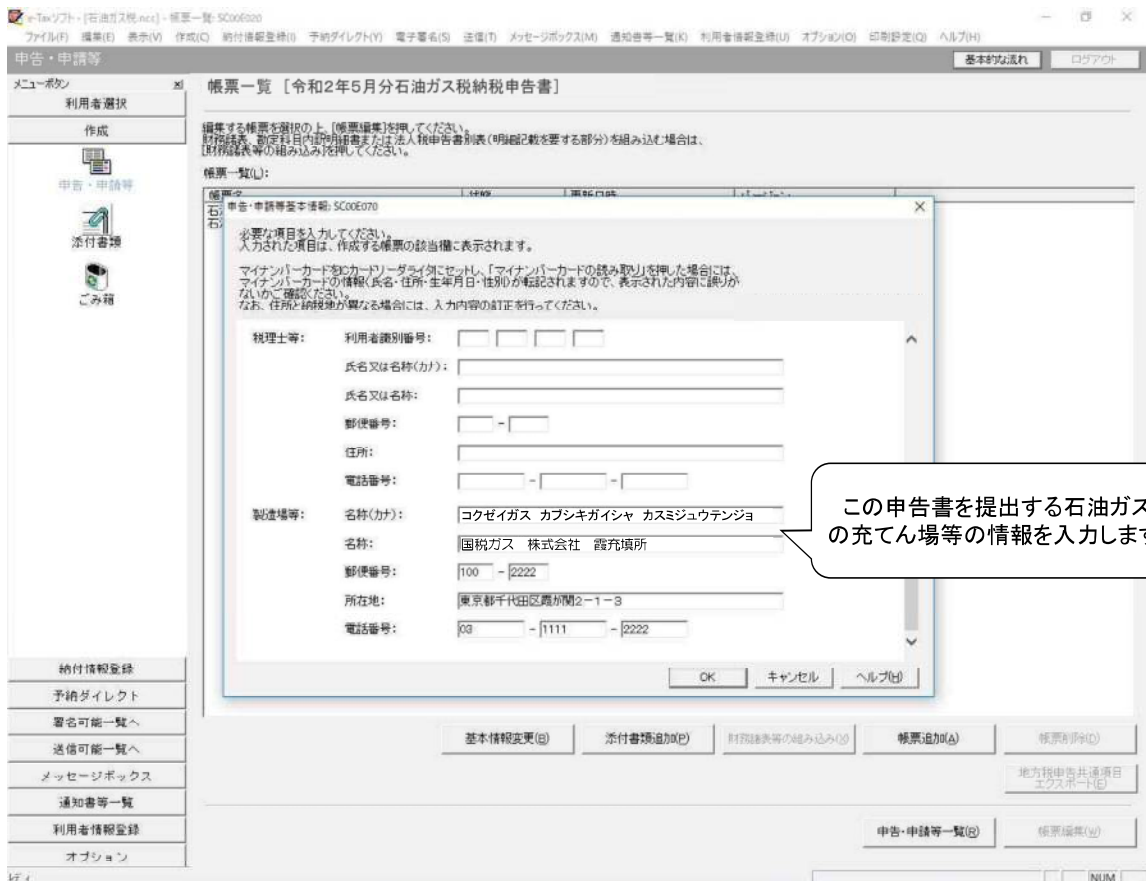 e-Taxソフト - [石油ガス税.ncc] - 帳票一覧: SC00E020
ファイル(F) 編集(E) 表示(V) 作成(C) 納付情報登録(I) 予納ダイレクト(Y) 電子署名(S) 送信(T) メッセージボックス(M) 通知書等一覧(K) 利用者情報登録(U) オプション(O) 印刷設定(Q) ヘルプ(H)
申告・申請等
基本的な流れ
ログアウト
メニューボタン
利用者選択
作成
申告・申請等
添付書類
ごみ箱
納付情報登録
予納ダイレクト
署名可能一覧へ
送信可能一覧へ
メッセージボックス
通知書等一覧
利用者情報登録
オプション
帳票一覧 [令和2年5月分石油ガス税納税申告書]
編集する帳票を選択の上、[帳票編集]を押してください。
財務諸表、勘定科目内訳明細書または法人税申告書別表(明細記載を要する部分)を組み込む場合は、
[財務諸表等の組み込み]を押してください。
帳票一覧(L):
申告・申請等基本情報: SC00E070
必要な項目を入力してください。
入力された項目は、作成する帳票の該当欄に表示されます。
マイナンバーカードをICカードリーダライタにセットし、「マイナンバーカードの読み取り」を押した場合には、
マイナンバーカードの情報(氏名・住所・生年月日・性別)が転記されますので、表示された内容に誤りが
ないかご確認ください。
なお、住所と納税地が異なる場合には、入力内容の訂正を行ってください。
税理士等: 利用者識別番号:
氏名又は名称(カナ):
氏名又は名称:
郵便番号: -
住所:
電話番号: - -
製造場等: 名称(カナ): コクゼイガス カブシキガイシャ カスミジュウテンジョ
名称: 国税ガス 株式会社 霞充填所
郵便番号: 100 - 2222
所在地: 東京都千代田区霞が関2-1-3
電話番号: 03 - 1111 - 2222
OK キャンセル ヘルプ(H)
この申告書を提出する石油ガス
の充てん場等の情報を入力します
基本情報変更(B) 添付書類追加(P) 財務諸表等の組み込み(X) 帳票追加(A) 帳票削除(D)
地方税申告共通項目
エクスポート(E)
申告・申請等一覧(R) 帳票編集(W)
レディ
NUM